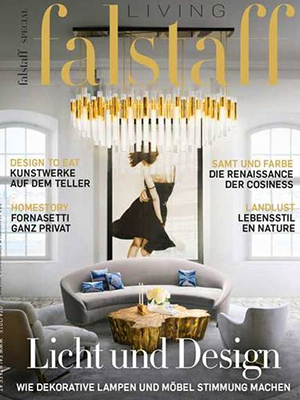 LIVING
falstaff
falstaff SPECIAL
DESIGN TO EAT
KUNSTWERKE
AUF DEM TELLER
HOMESTORY
FORNASETTI
GANZ PRIVAT
SAMT UND FARBE
DIE RENAISSANCE
DER COSINESS
LANDLUST
LEBENSSTIL
EN NATURE
Licht und Design
WIE DEKORATIVE LAMPEN UND MÖBEL STIMMUNG MACHEN